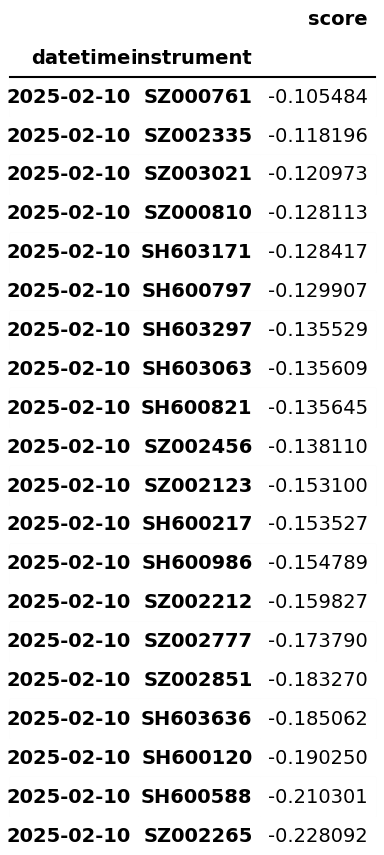 score
datetime instrument
2025-02-10 SZ000761 -0.105484
2025-02-10 SZ002335 -0.118196
2025-02-10 SZ003021 -0.120973
2025-02-10 SZ000810 -0.128113
2025-02-10 SH603171 -0.128417
2025-02-10 SH600797 -0.129907
2025-02-10 SH603297 -0.135529
2025-02-10 SH603063 -0.135609
2025-02-10 SH600821 -0.135645
2025-02-10 SZ002456 -0.138110
2025-02-10 SZ002123 -0.153100
2025-02-10 SH600217 -0.153527
2025-02-10 SH600986 -0.154789
2025-02-10 SZ002212 -0.159827
2025-02-10 SZ002777 -0.173790
2025-02-10 SZ002851 -0.183270
2025-02-10 SH603636 -0.185062
2025-02-10 SH600120 -0.190250
2025-02-10 SH600588 -0.210301
2025-02-10 SZ002265 -0.228092